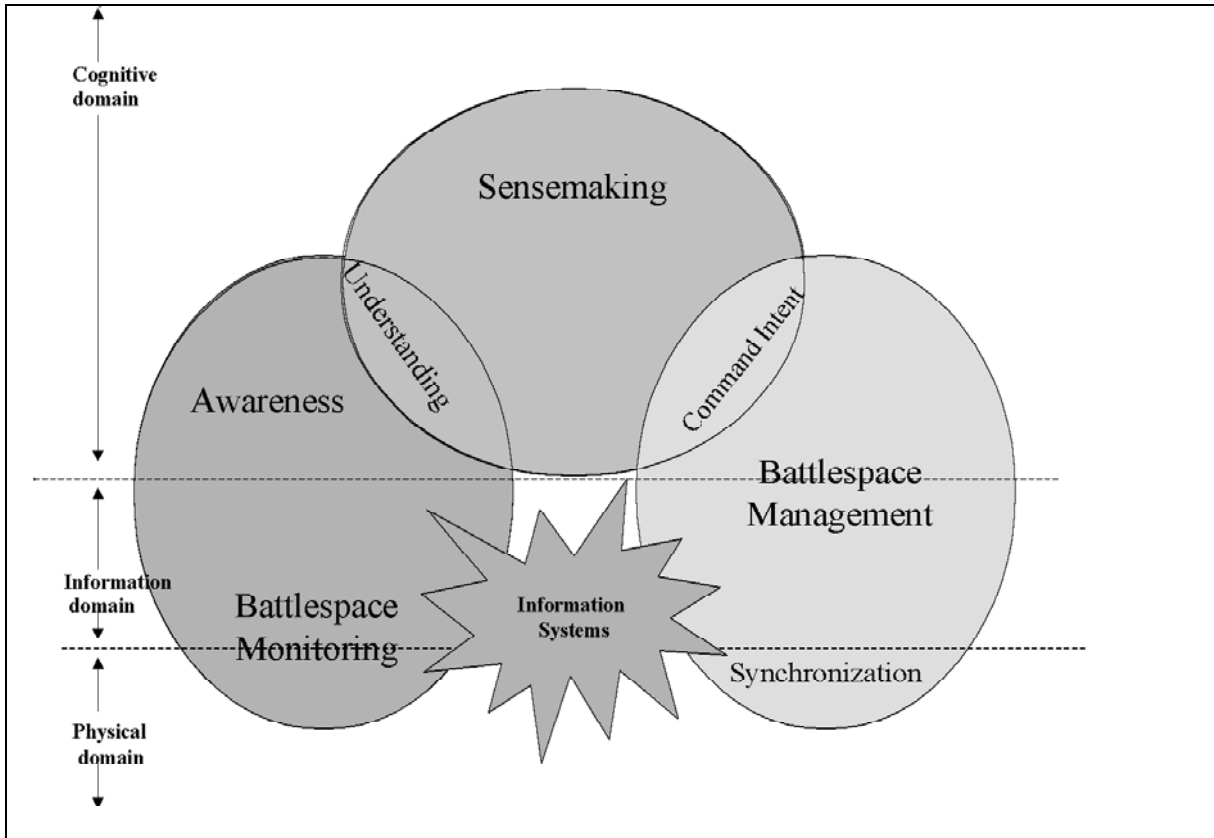 Cognitive
domain
Sensemaking
Understanding
Command Intent
Awareness
Battlespace
Management
Information
domain
Battlespace
Monitoring
Information
Systems
Synchronization
Physical
domain